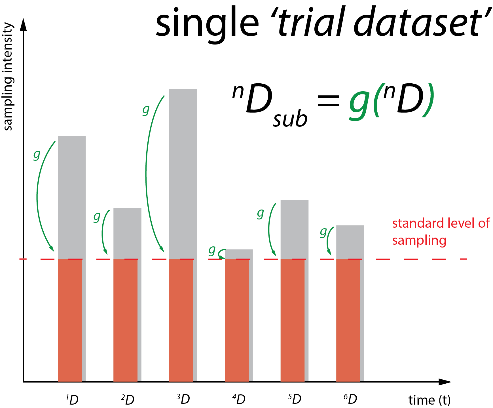 single ‘trial dataset’
sampling intensity
ⁿD_sub = g(ⁿD)
g
g
g
g
g
g
standard level of
sampling
¹D
²D
³D
⁴D
⁵D
⁶D
time (t)